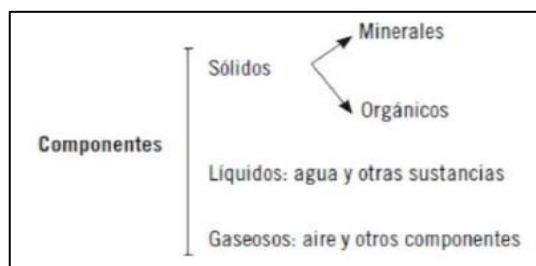 Minerales
Sólidos
Orgánicos
Componentes
Líquidos: agua y otras sustancias
Gaseosos: aire y otros componentes